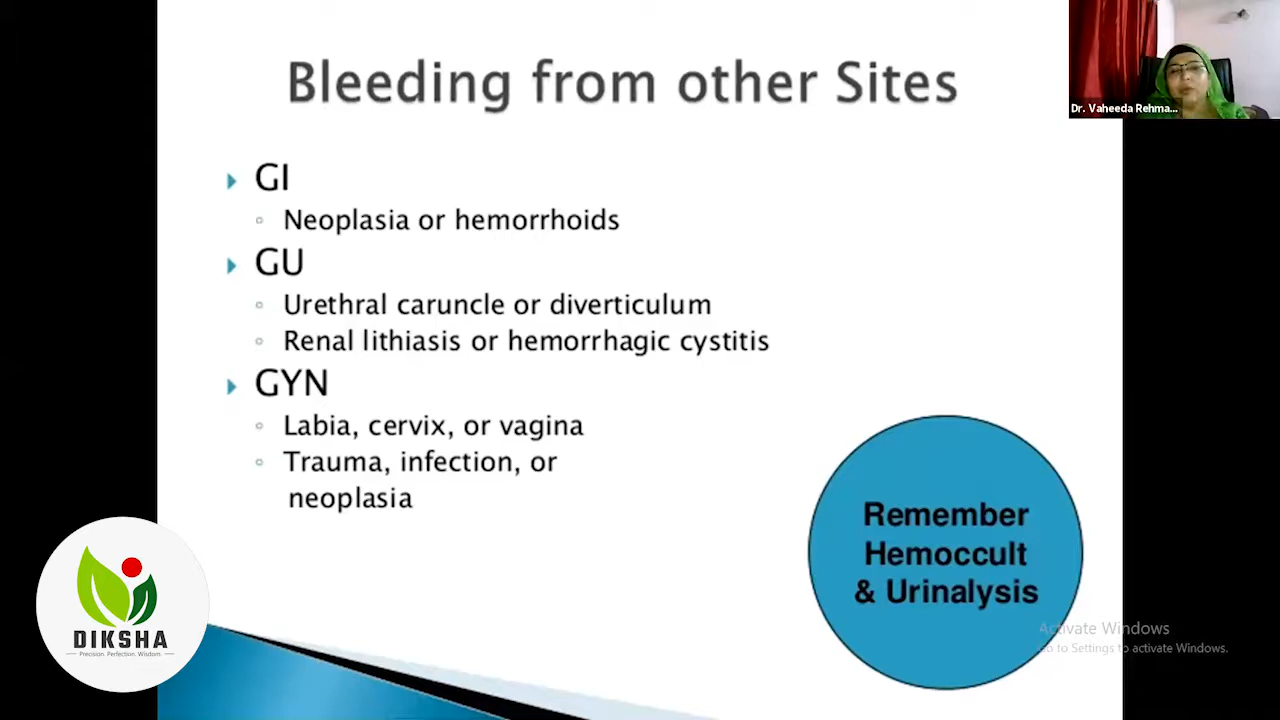 Bleeding from other Sites
Dr. Vaheeda Rehma...
GI
Neoplasia or hemorrhoids
GU
Urethral caruncle or diverticulum
Renal lithiasis or hemorrhagic cystitis
GYN
Labia, cervix, or vagina
Trauma, infection, or
neoplasia
Remember
Hemoccult
& Urinalysis
DIKSHA
Precision. Perfection. Wisdom.
Activate Windows
Go to Settings to activate Windows.